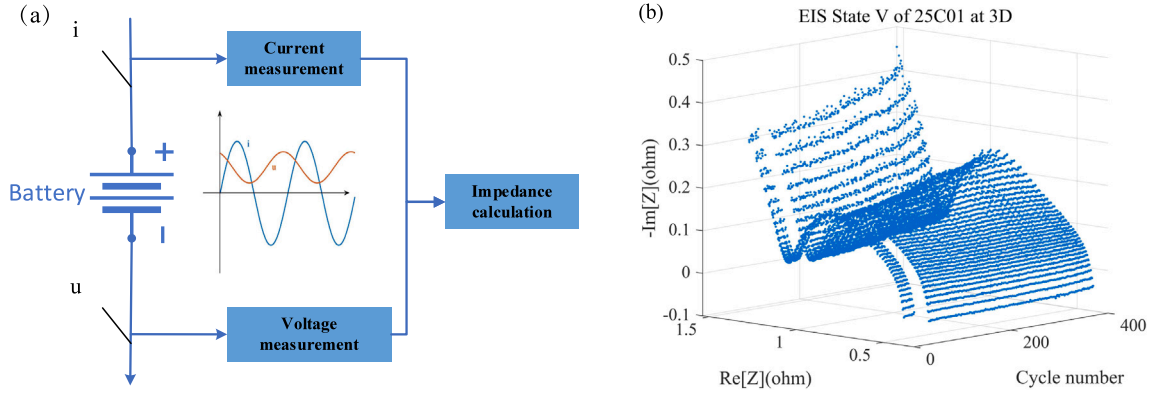 (a)
i
Current
measurement
i
u
+
Battery
Impedance
calculation
u
Voltage
measurement
(b)
EIS State V of 25C01 at 3D
0.5
0.4
0.3
0.2
0.1
0
-0.1
-Im[Z](ohm)
1.5
1
0.5
Re[Z](ohm)
0
200
400
Cycle number